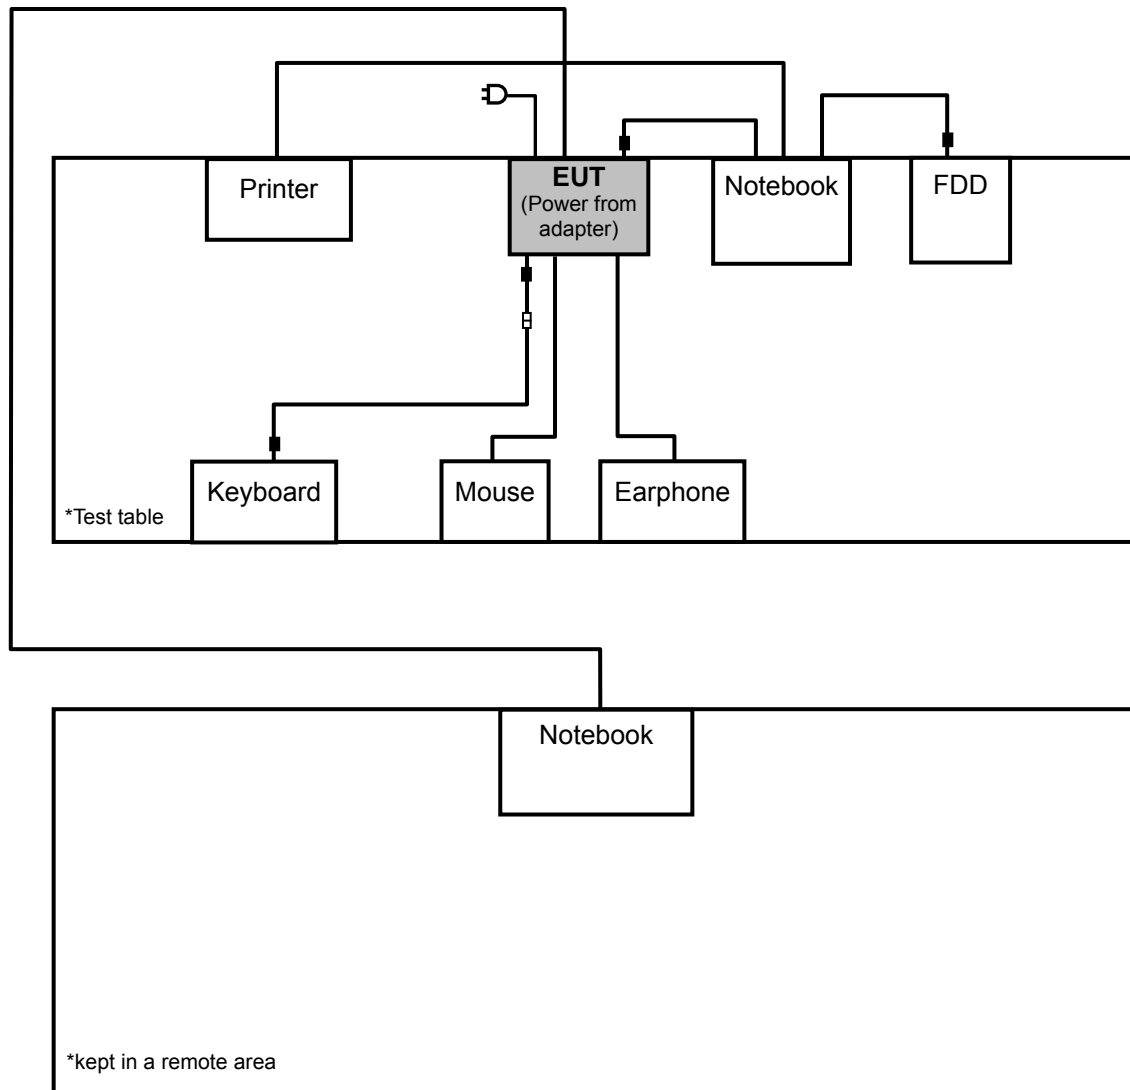 Printer
EUT
(Power from
adapter)
Notebook
FDD
Keyboard
Mouse
Earphone
*Test table
Notebook
*kept in a remote area